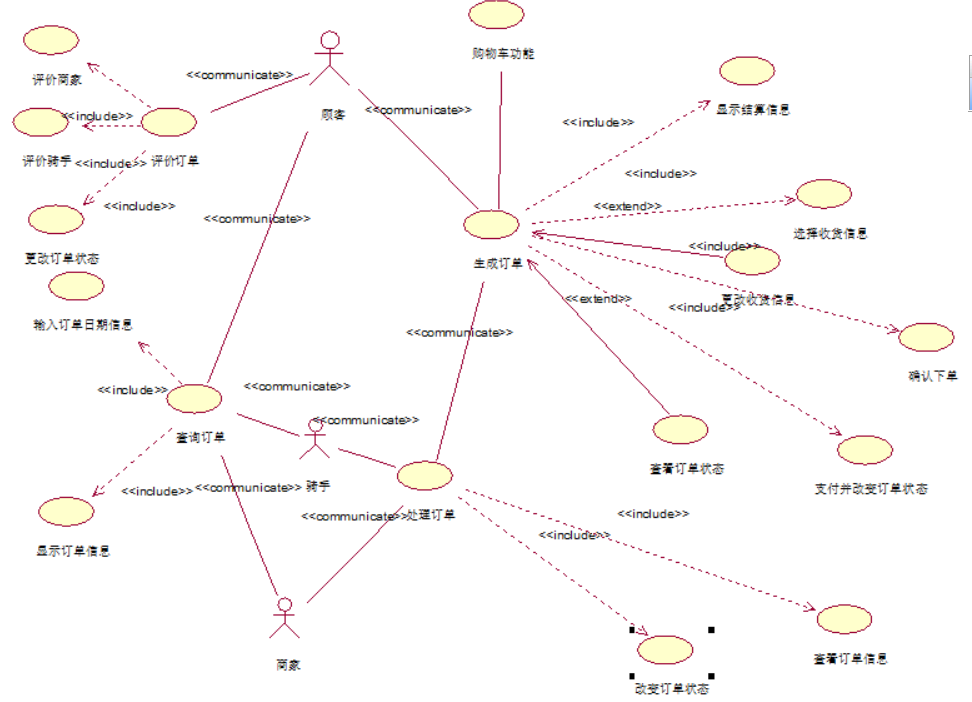 购物车功能
评价商家
<<communicate>>
顾客
<<communicate>>
显示结算信息
<<include>>
<<include>>
评价骑手
<<include>>
评价订单
<<include>>
<<include>>
<<extend>>
<<communicate>>
选择收货信息
更改订单状态
生成订单
<<include>>
更改收货信息
<<extend>>
<<include>>
输入订单日期信息
<<communicate>>
确认下单
<<include>>
<<communicate>>
<<communicate>>
查询订单
查看订单状态
支付并改变订单状态
<<include>>
<<communicate>>
骑手
<<communicate>>
处理订单
<<include>>
<<include>>
显示订单信息
商家
查看订单信息
改变订单状态